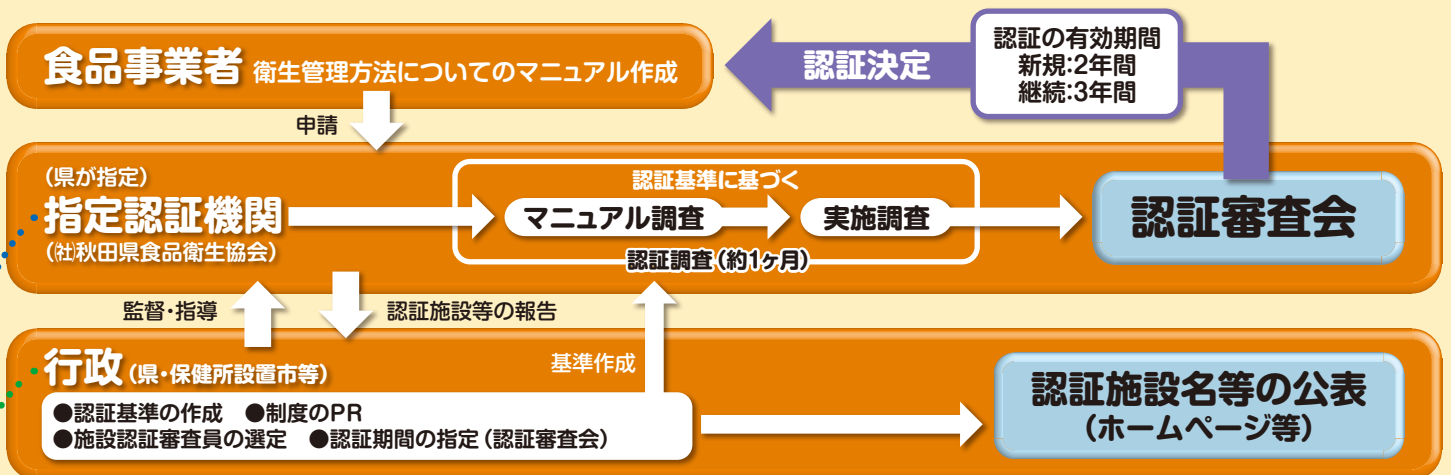 食品事業者 衛生管理方法についてのマニュアル作成
認証決定
認証の有効期間
新規:2年間
継続:3年間
申請
(県が指定)
指定認証機関
(㈳秋田県食品衛生協会)
認証基準に基づく
マニュアル調査
実施調査
認証調査(約1ヶ月)
認証審査会
監督・指導
認証施設等の報告
行政(県・保健所設置市等)
基準作成
●認証基準の作成 ●制度のPR
●施設認証審査員の選定 ●認証期間の指定(認証審査会)
認証施設名等の公表
(ホームページ等)